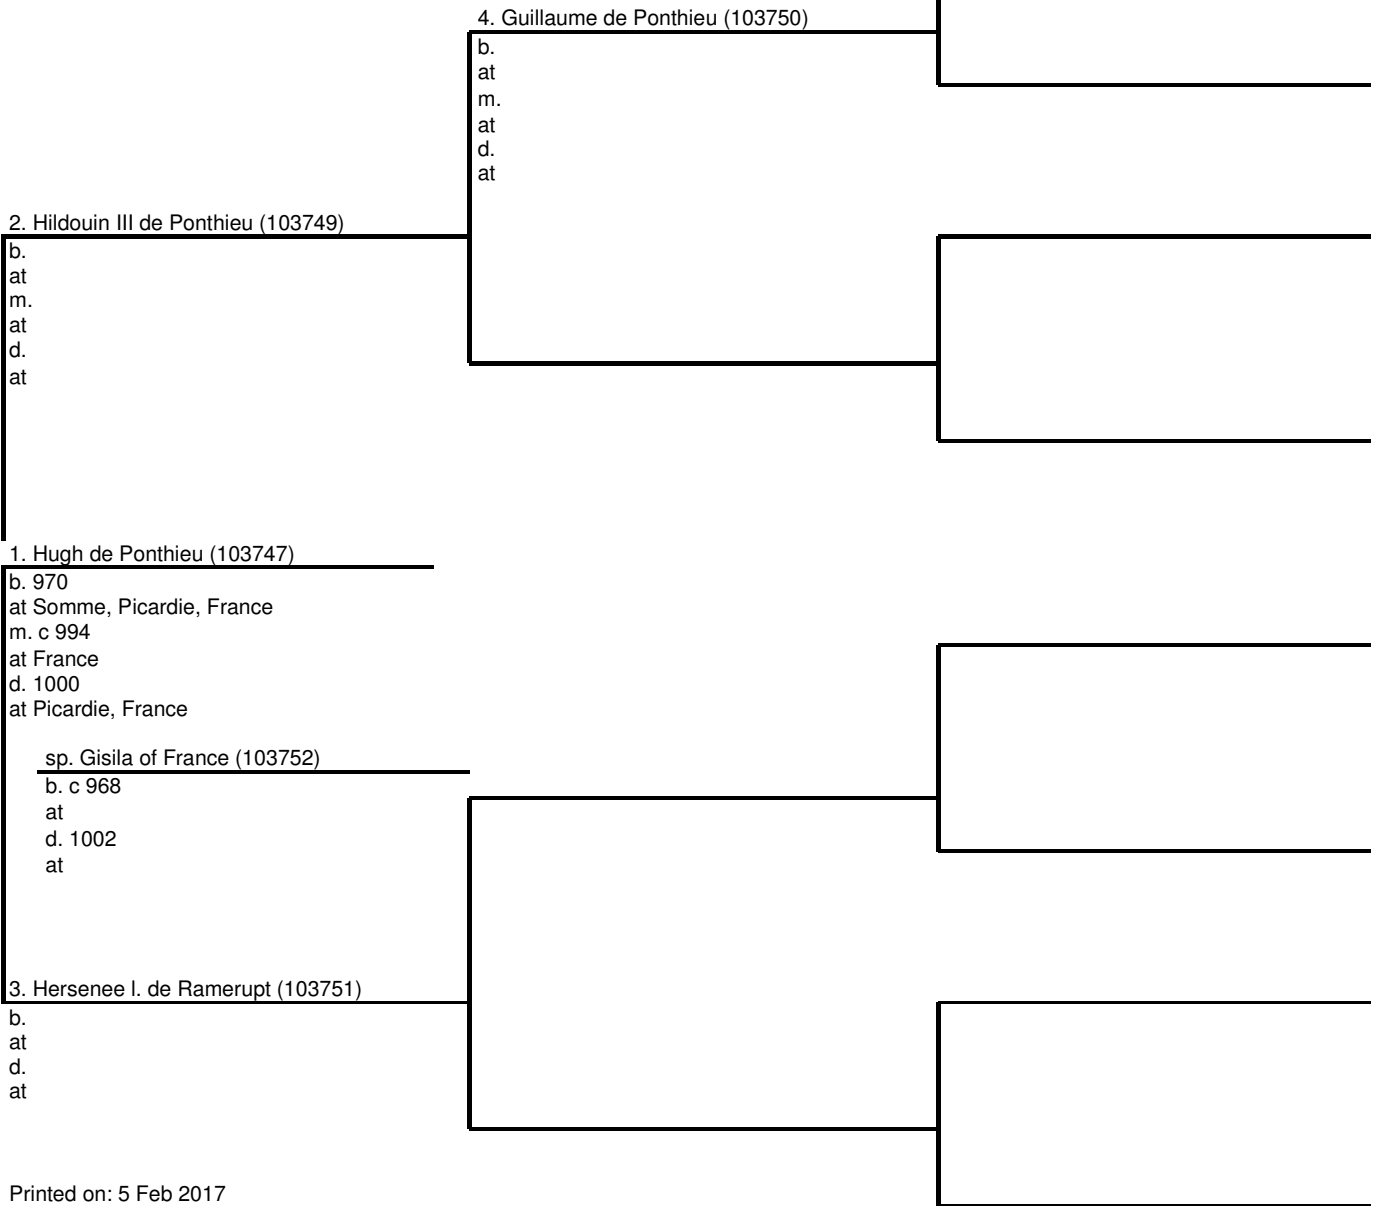 4. Guillaume de Ponthieu (103750)
b.
at
m.
at
d.
at
2. Hildouin III de Ponthieu (103749)
b.
at
m.
at
d.
at
1. Hugh de Ponthieu (103747)
b. 970
at Somme, Picardie, France
m. c 994
at France
d. 1000
at Picardie, France
sp. Gisila of France (103752)
b. c 968
at
d. 1002
at
3. Hersenee l. de Ramerupt (103751)
b.
at
d.
at
Printed on: 5 Feb 2017